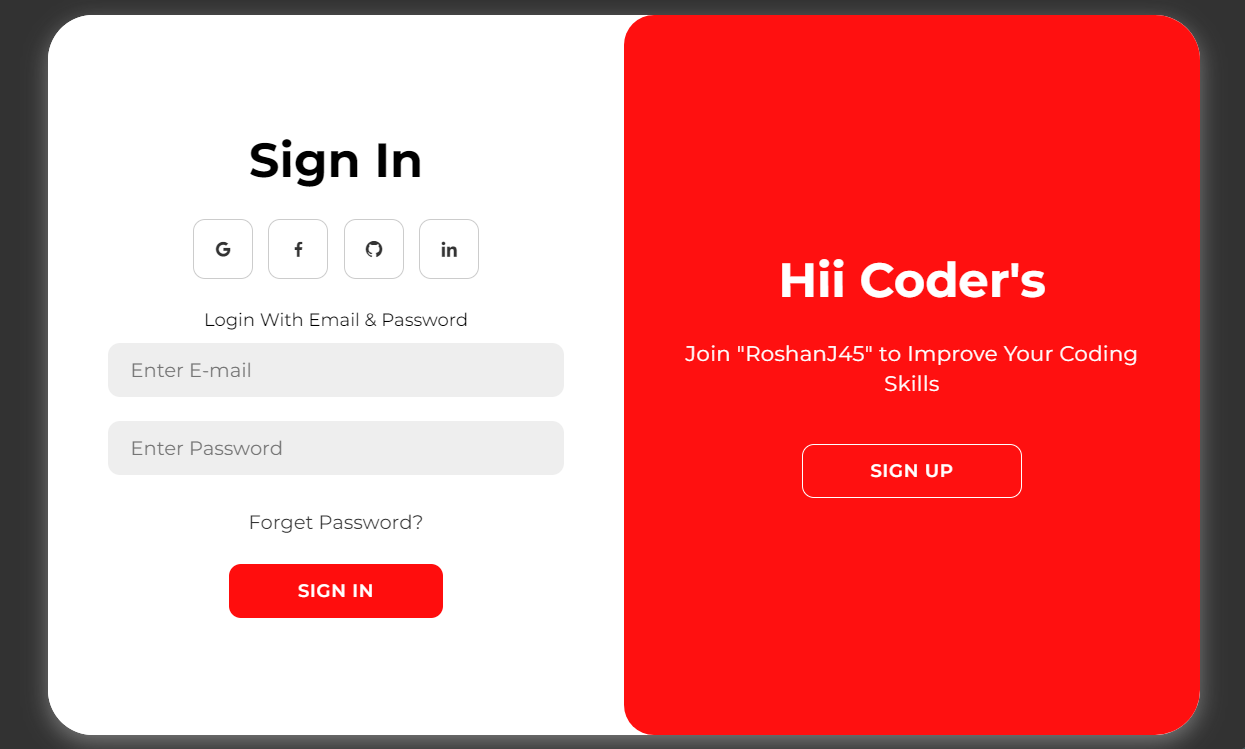 Sign In
Login With Email & Password
Enter E-mail
Enter Password
Forget Password?
SIGN IN
Hii Coder's
Join "RoshanJ45" to Improve Your Coding
Skills
SIGN UP